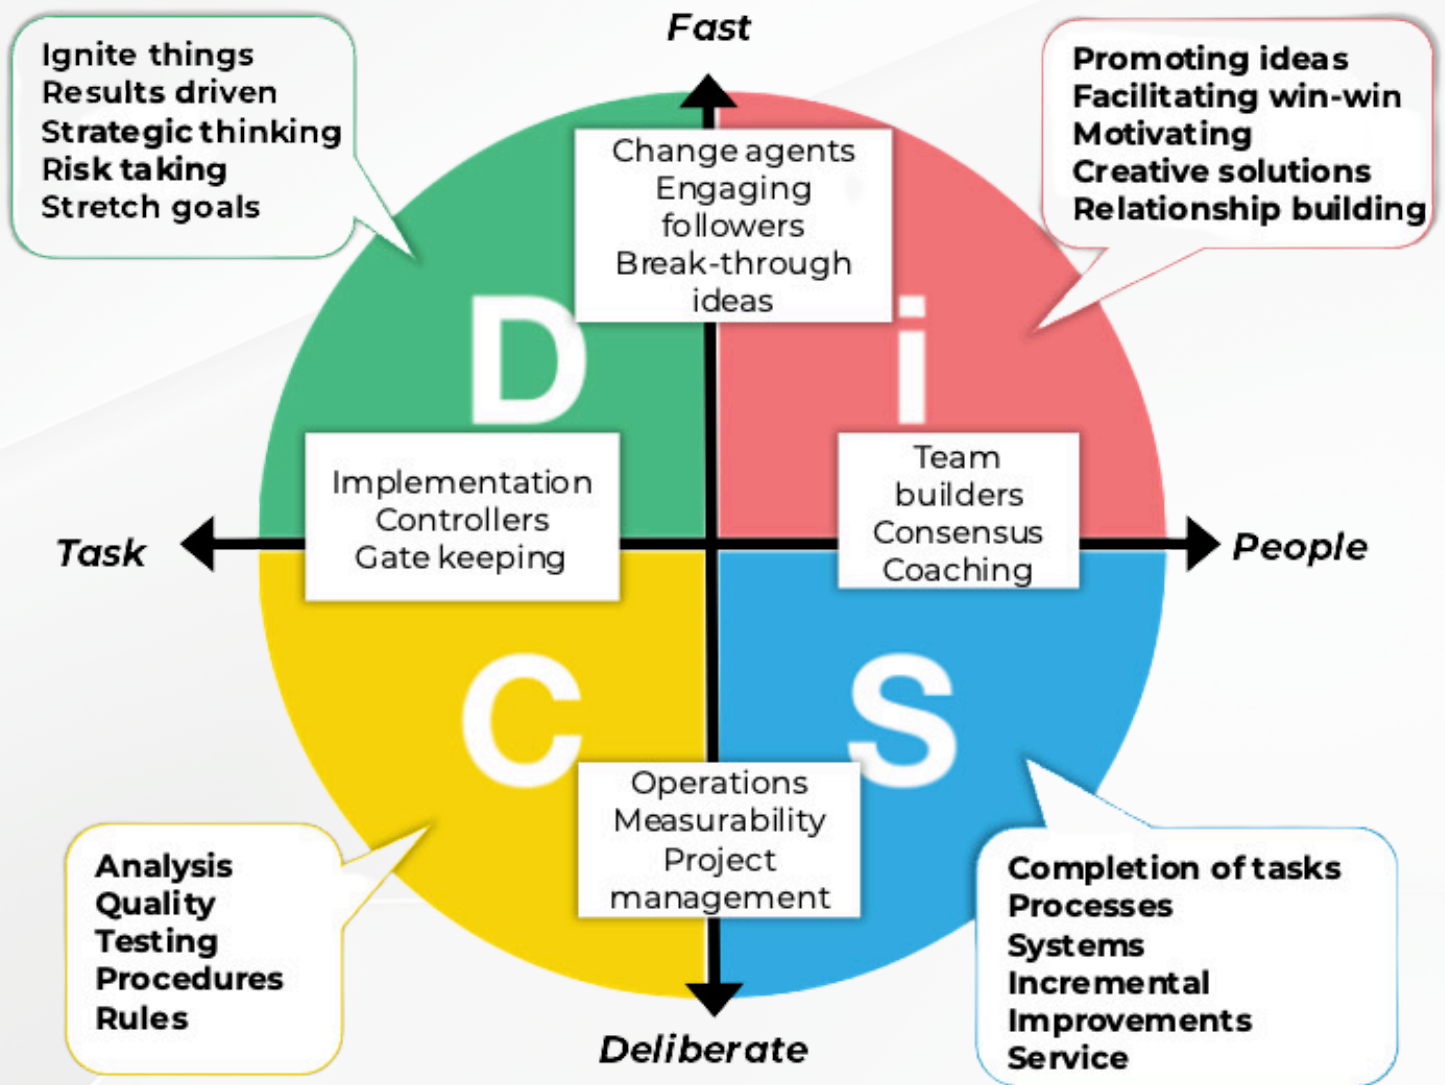 Fast
Ignite things
Results driven
Strategic thinking
Risk taking
Stretch goals
Promoting ideas
Facilitating win-win
Motivating
Creative solutions
Relationship building
Change agents
Engaging
followers
Break-through
ideas
D
i
Task
Implementation
Controllers
Gate keeping
Team
builders
Consensus
Coaching
People
C
S
Operations
Measurability
Project
management
Analysis
Quality
Testing
Procedures
Rules
Completion of tasks
Processes
Systems
Incremental
Improvements
Service
Deliberate